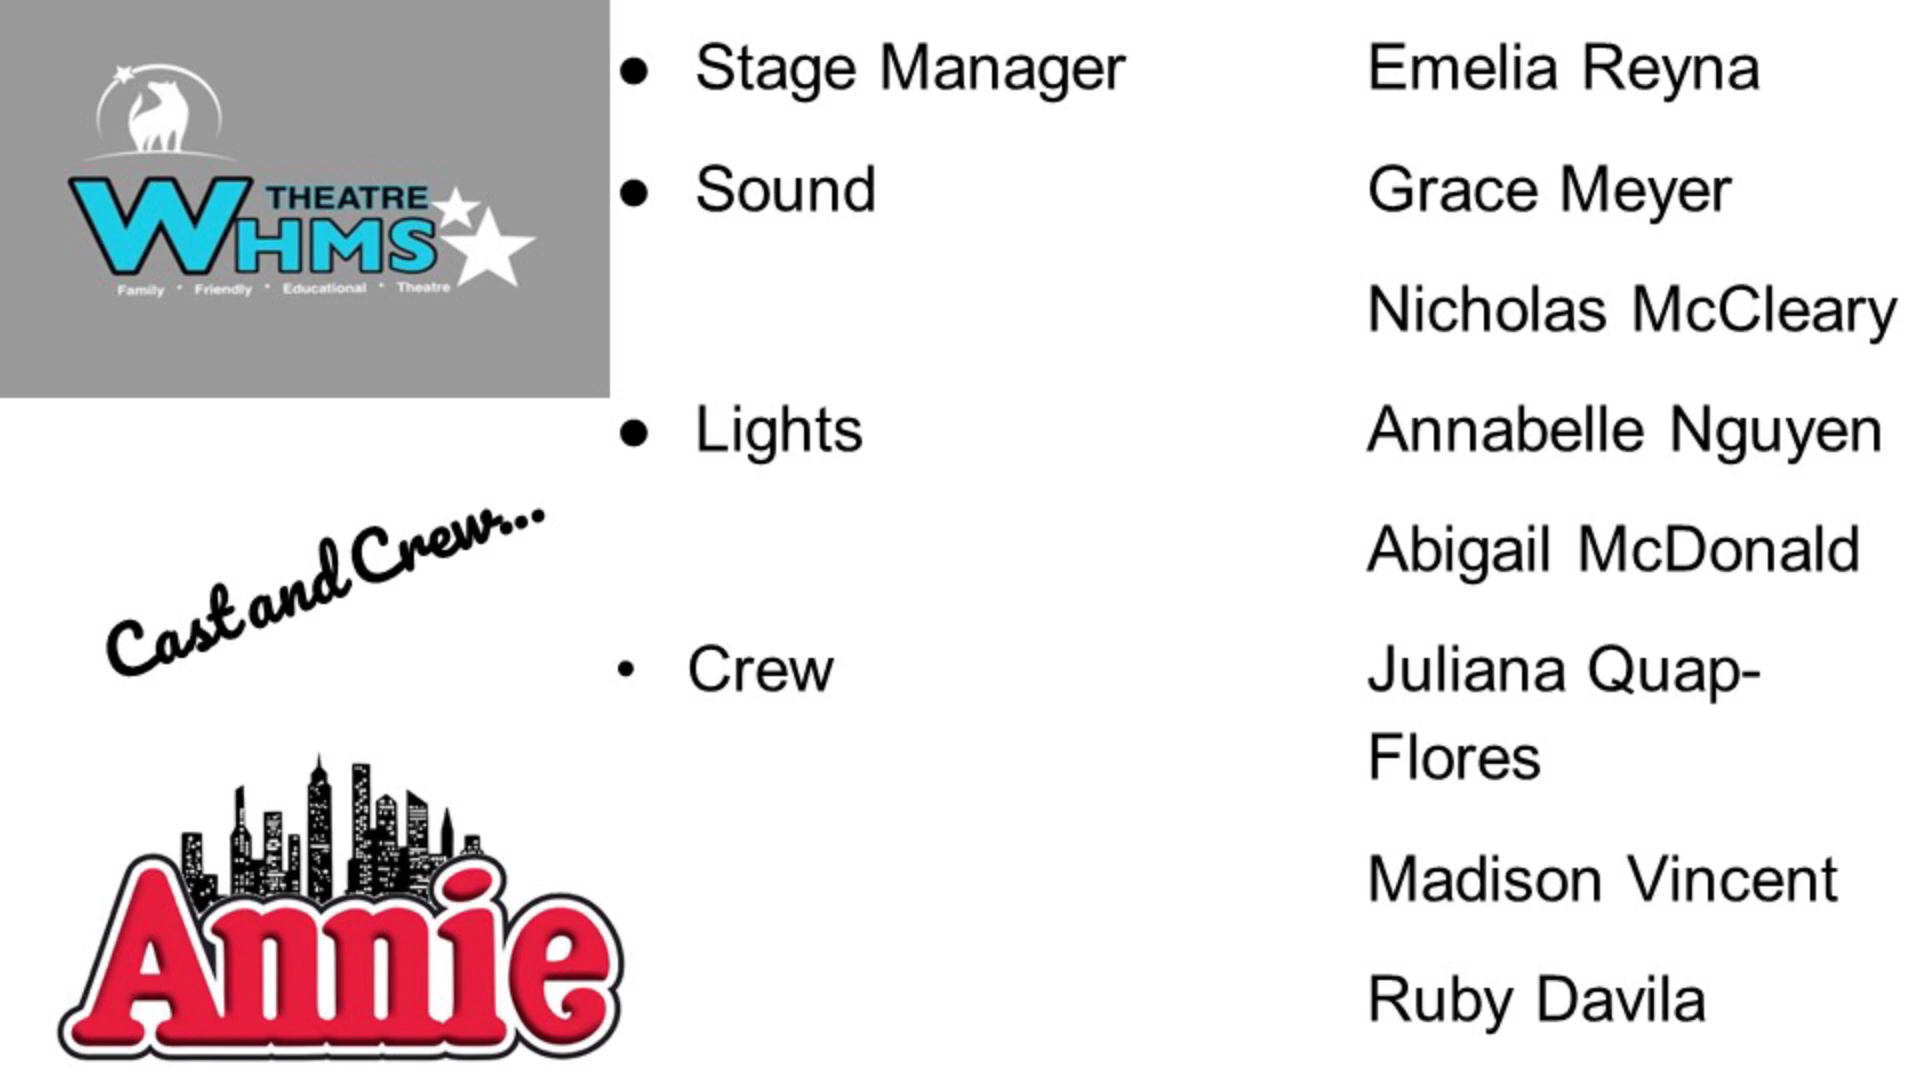 THEATRE
WHMS
Family * Friendly * Educational * Theatre
Cast and Crew...
Annie
• Stage Manager Emelia Reyna
• Sound Grace Meyer
Nicholas McCleary
• Lights Annabelle Nguyen
Abigail McDonald
• Crew Juliana Quap-
Flores
Madison Vincent
Ruby Davila